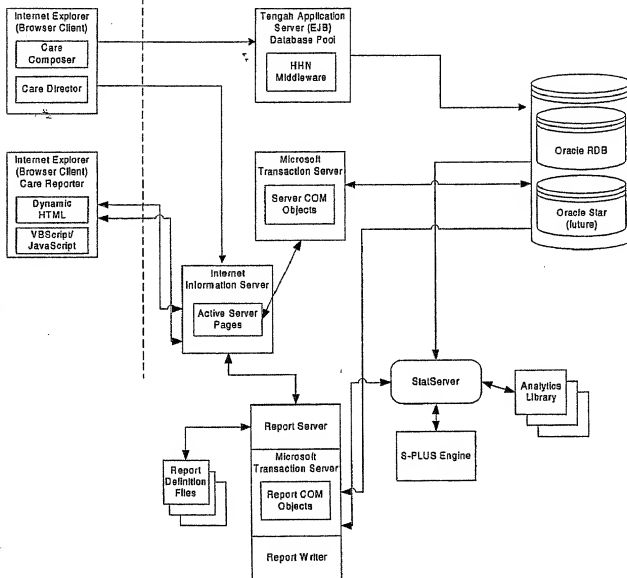 Internet Explorer
(Browser Client)
Care
Composer
Care Director
Tengah Application
Server (EJB)
Database Pool
HHN
Middleware
Oracle RDB
Oracle Star
(future)
Internet Explorer
(Browser Client)
Care Reporter
Dynamic
HTML
VBScript/
JavaScript
Microsoft
Transaction Server
Server COM
Objects
Internet
Information Server
Active Server
Pages
StatServer
Analytics
Library
S-PLUS Engine
Report Server
Microsoft
Transaction Server
Report COM
Objects
Report Writer
Report
Definition
Files